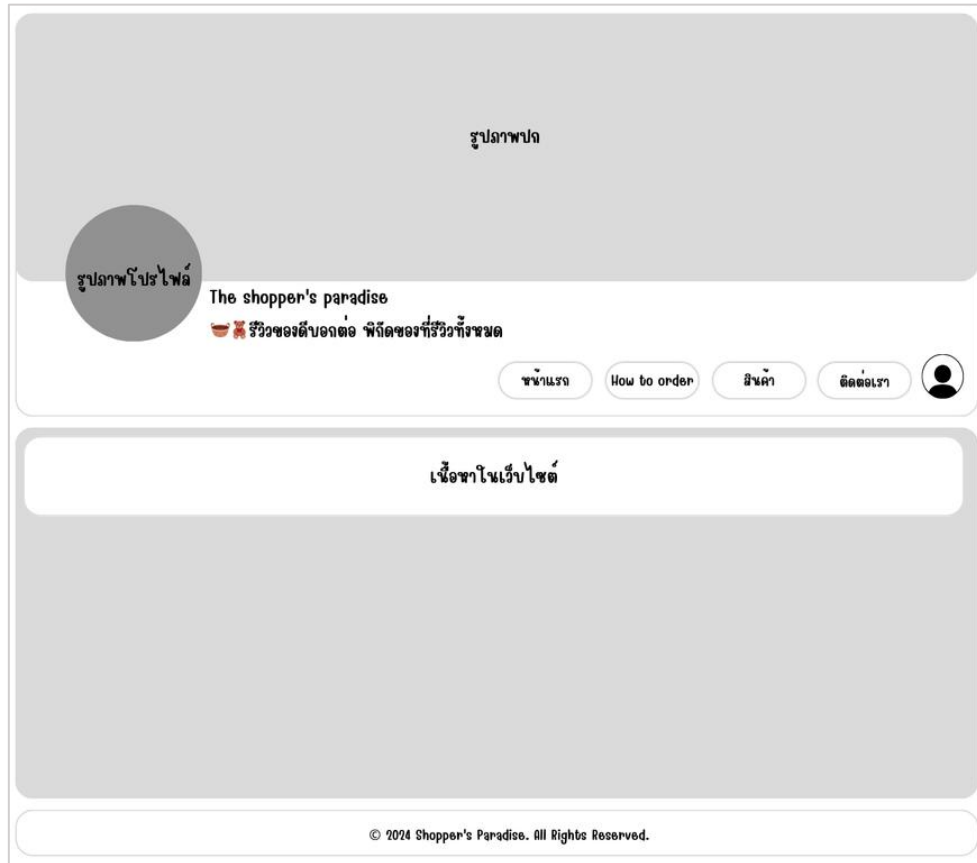 รูปภาพปก
รูปภาพโปรไฟล์
The shopper's paradise
รีวิวของดีบอกต่อ พิกัดของที่รีวิวทั้งหมด
หน้าแรก
How to order
สินค้า
ติดต่อเรา
เนื้อหาในเว็บไซต์
© 2024 Shopper's Paradise. All Rights Reserved.